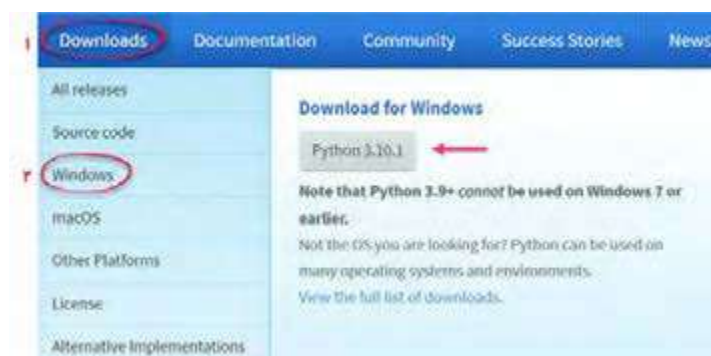 ۱ Downloads Documentation Community Success Stories News
All releases
Source code
۲ Windows
macOS
Other Platforms
License
Alternative Implementations
Download for Windows
Python 3.10.1
Note that Python 3.9+ cannot be used on Windows 7 or
earlier.
Not the OS you are looking for? Python can be used on
many operating systems and environments.
View the full list of downloads.